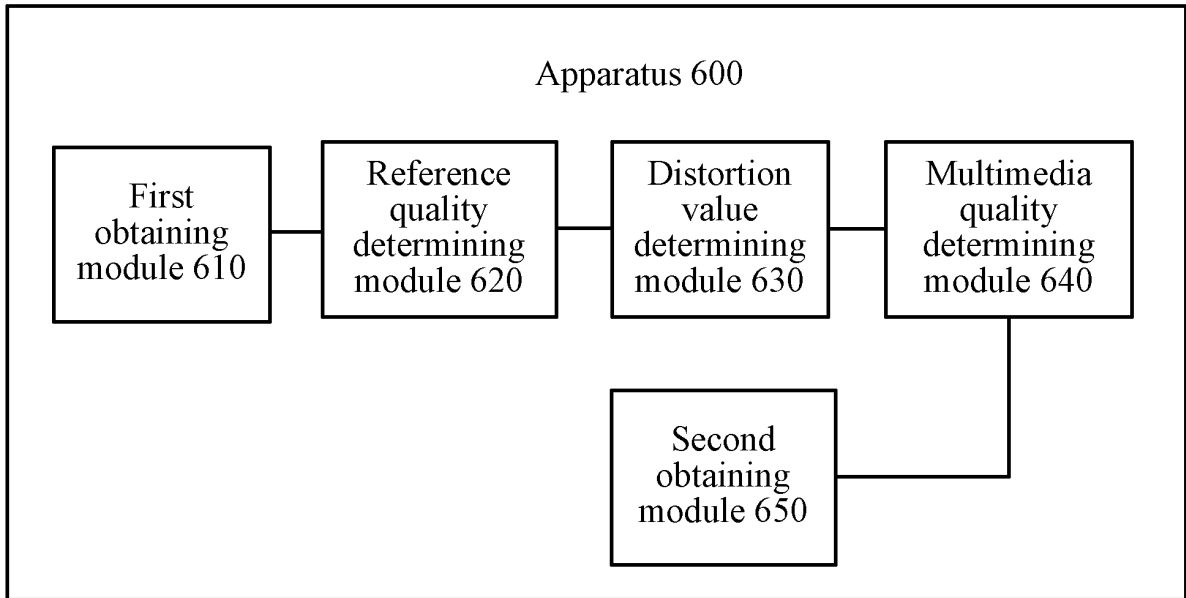 Apparatus 600
First
obtaining
module 610
Reference
quality
determining
module 620
Distortion
value
determining
module 630
Multimedia
quality
determining
module 640
Second
obtaining
module 650